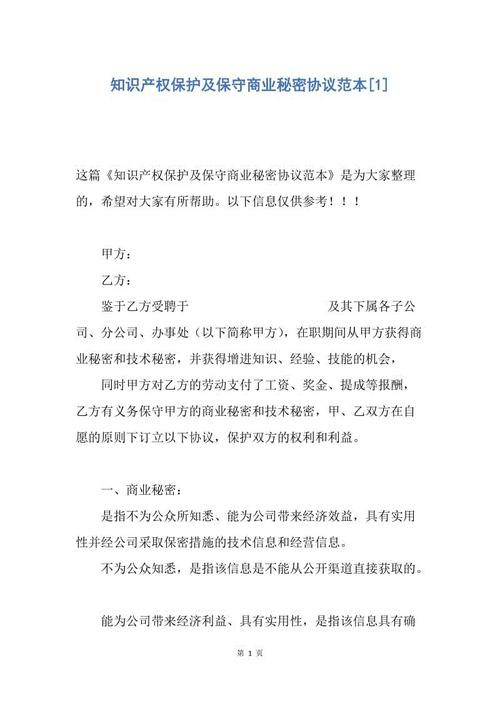 知识产权保护及保守商业秘密协议范本[1]
这篇《知识产权保护及保守商业秘密协议范本》是为大家整理
的，希望对大家有所帮助。以下信息仅供参考！！！
甲方：
乙方：
鉴于乙方受聘于 及其下属各子公
司、分公司、办事处（以下简称甲方），在职期间从甲方获得商
业秘密和技术秘密，并获得增进知识、经验、技能的机会，
同时甲方对乙方的劳动支付了工资、奖金、提成等报酬，
乙方有义务保守甲方的商业秘密和技术秘密，甲、乙双方在自
愿的原则下订立以下协议，保护双方的权利和利益。
一、商业秘密：
是指不为公众所知悉、能为公司带来经济效益，具有实用
性并经公司采取保密措施的技术信息和经营信息。
不为公众知悉，是指该信息是不能从公开渠道直接获取的。
能为公司带来经济利益、具有实用性，是指该信息具有确
第 1 页